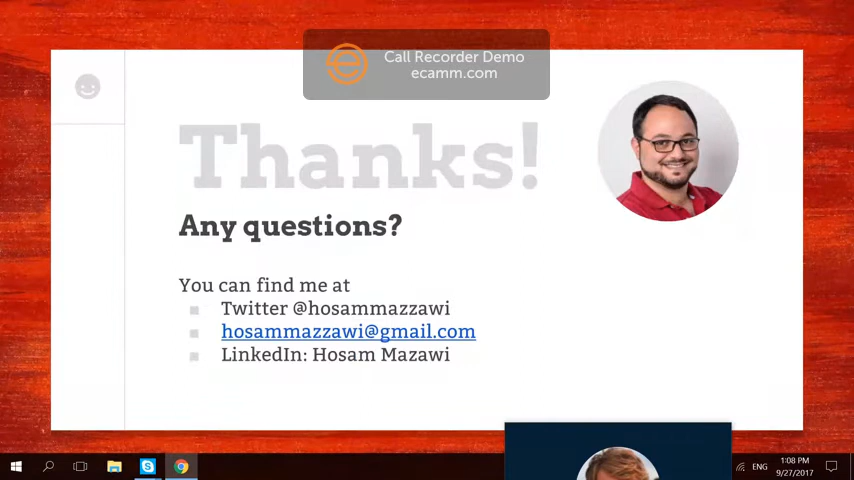 Call Recorder Demo
ecamm.com
Thanks!
Any questions?
You can find me at
Twitter @hosammazzawi
hosammazzawi@gmail.com
LinkedIn: Hosam Mazawi
ENG
1:08 PM
9/27/2017